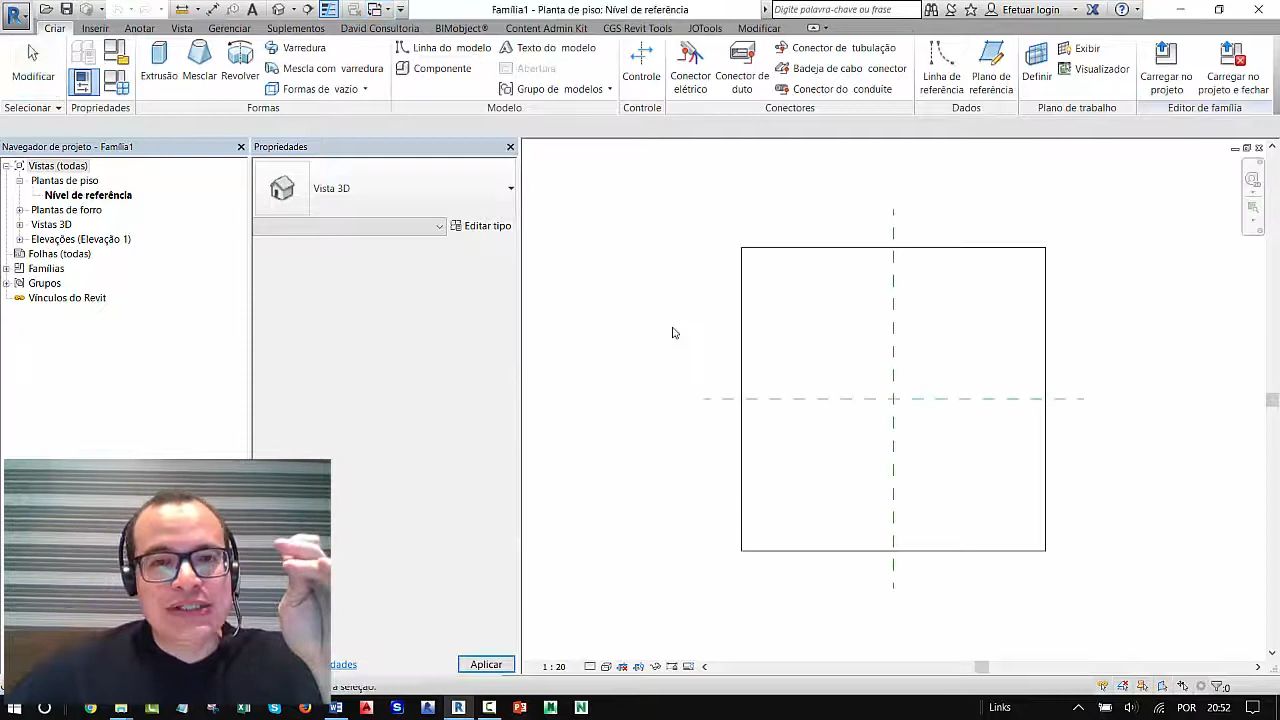 Família1 - Planta de piso: Nível de referência
Digite palavra-chave ou frase
Efetuar login
Criar Inserir Anotar Vista Gerenciar Suplementos David Consultoria BIMobject® Content Admin Kit CGS Revit Tools JOTools Modificar
Modificar
Selecionar
Propriedades
Extrusão
Mesclar
Revolver
Varredura
Mescla com varredura
Formas de vazio
Formas
Linha do modelo
Componente
Texto do modelo
Abertura
Grupo de modelos
Modelo
Controle
Controle
Conector elétrico
Conector de duto
Conector de tubulação
Badeja de cabo conector
Conector do conduíte
Conectores
Linha de referência
Plano de referência
Dados
Definir
Exibir
Visualizador
Plano de trabalho
Carregar no projeto
Carregar no projeto e fechar
Editor de família
Navegador de projeto - Família1
Vistas (todas)
Plantas de piso
Nível de referência
Plantas de forro
Vistas 3D
Elevações (Elevação 1)
Folhas (todas)
Famílias
Grupos
Vínculos do Revit
Propriedades
Vista 3D
Editar tipo
dades
Aplicar
1 : 20
a seleção.
:0
Links
POR
20:52